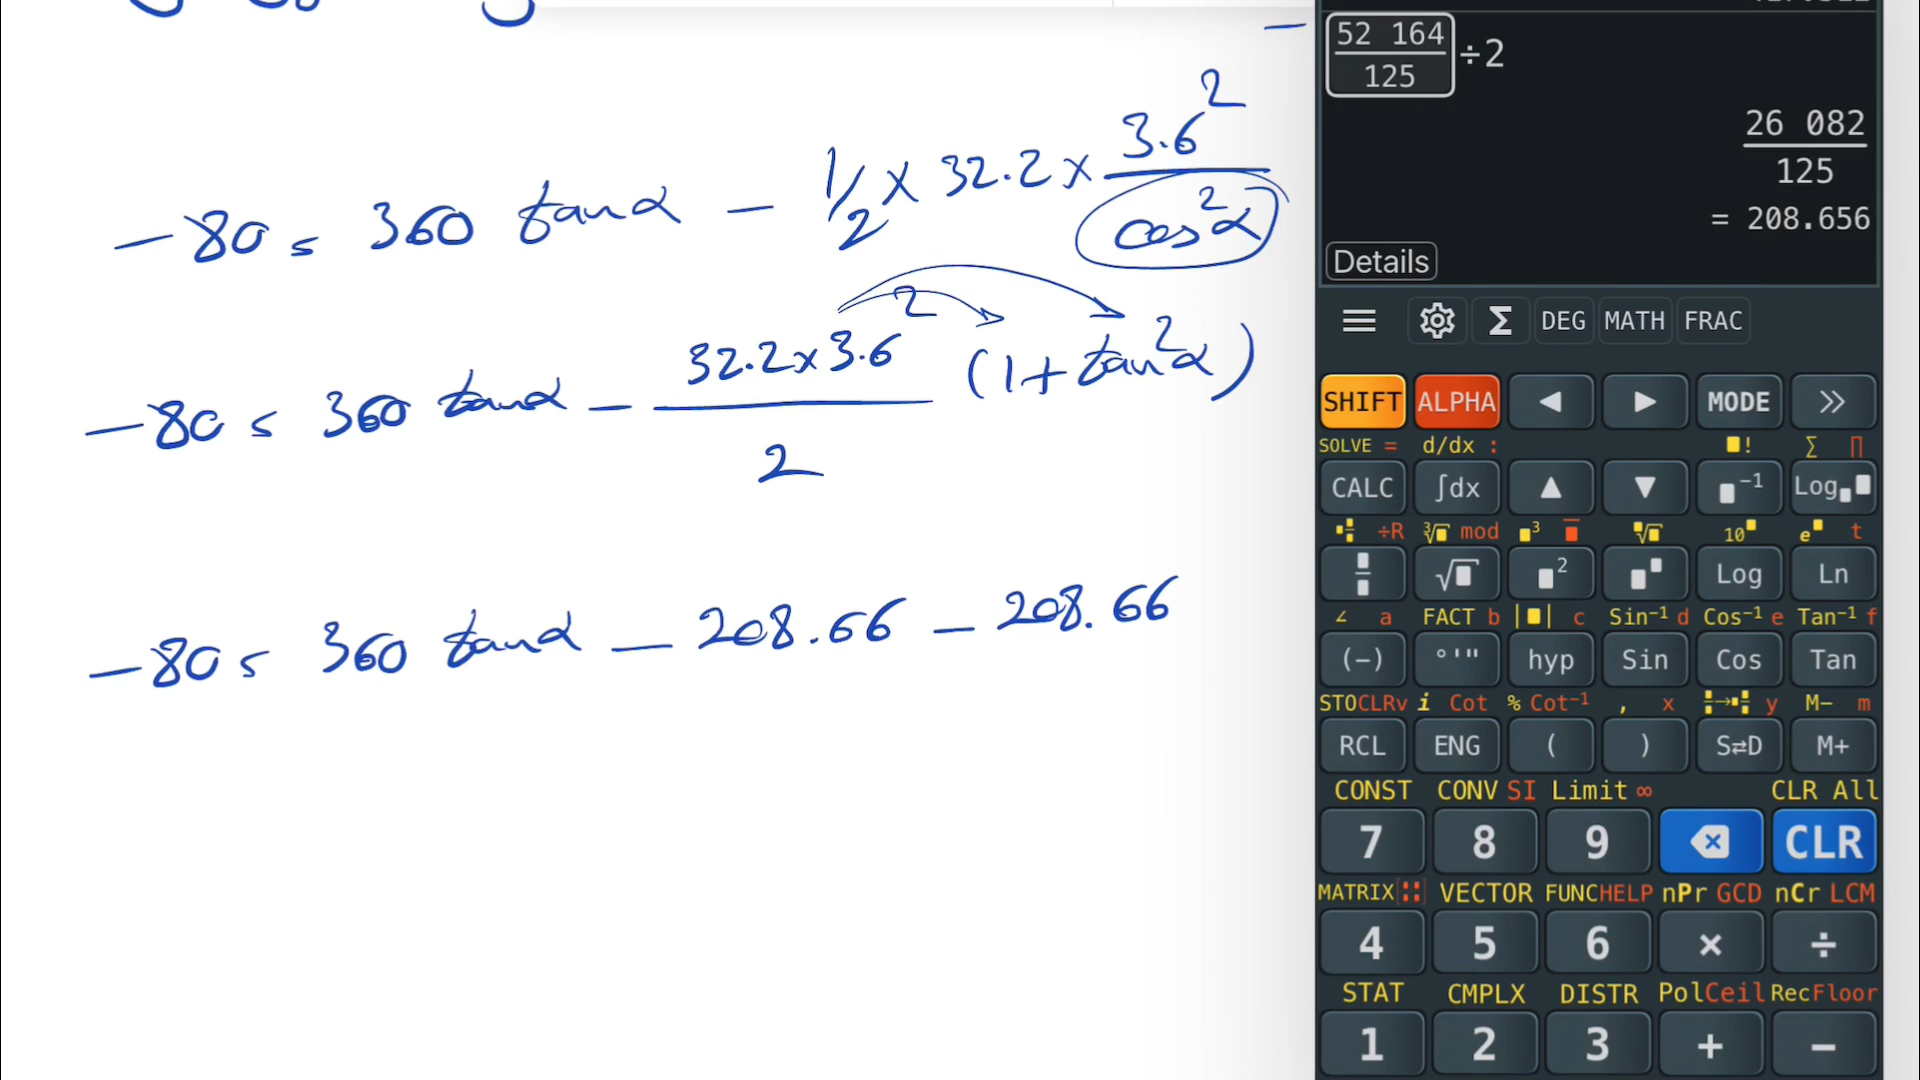 52 164
125
÷2
26 082
125
= 208.656
Details
-80 = 360 tanα - 1/2 × 32.2 × 3.6²
cos²α
-80 = 360 tanα - 32.2 × 3.6² (1 + tan²α)
2
-80 = 360 tanα - 208.66 - 208.66
DEG MATH FRAC
SHIFT ALPHA ◀ ▶ MODE
SOLVE = d/dx : ! Σ ∏
CALC ∫dx ▲ ▼ ■⁻¹ Log
÷R ∛ mod ■³ 10 e t
√ ■² Log Ln
∠ a FACT b |■| c Sin⁻¹ d Cos⁻¹ e Tan⁻¹ f
(−) °'" hyp Sin Cos Tan
STO CLRv i Cot % Cot⁻¹ , x y M− m
RCL ENG ( ) S⇄D M+
CONST CONV SI Limit ∞ CLR All
7 8 9 CLR
MATRIX VECTOR FUNC HELP nPr GCD nCr LCM
4 5 6 × ÷
STAT CMPLX DISTR Pol Ceil Rec Floor
1 2 3 + −